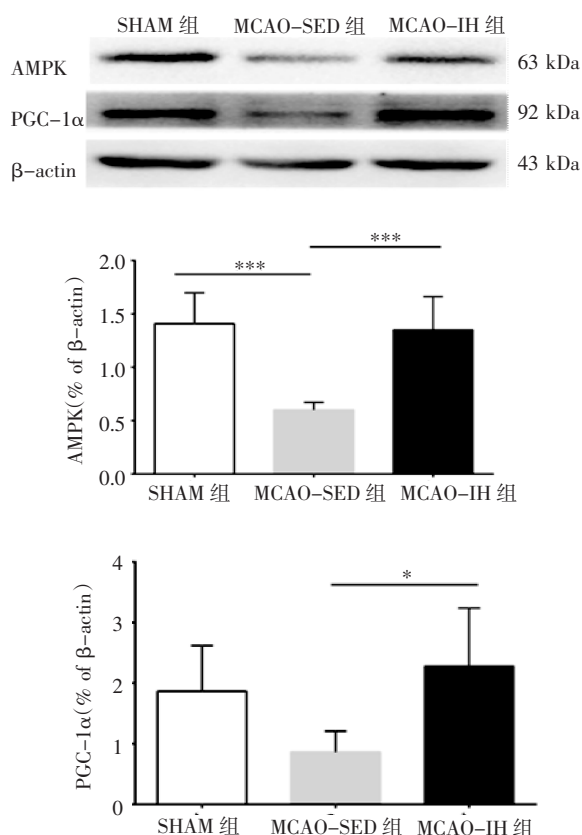 SHAM 组 MCAO-SED 组 MCAO-IH 组
AMPK 63 kDa
PGC-1α 92 kDa
β-actin 43 kDa
***
***
AMPK(% of β-actin)
2.0
1.5
1.0
0.5
0.0
SHAM 组 MCAO-SED 组 MCAO-IH 组
*
PGC-1α(% of β-actin)
4
3
2
1
0
SHAM 组 MCAO-SED 组 MCAO-IH 组